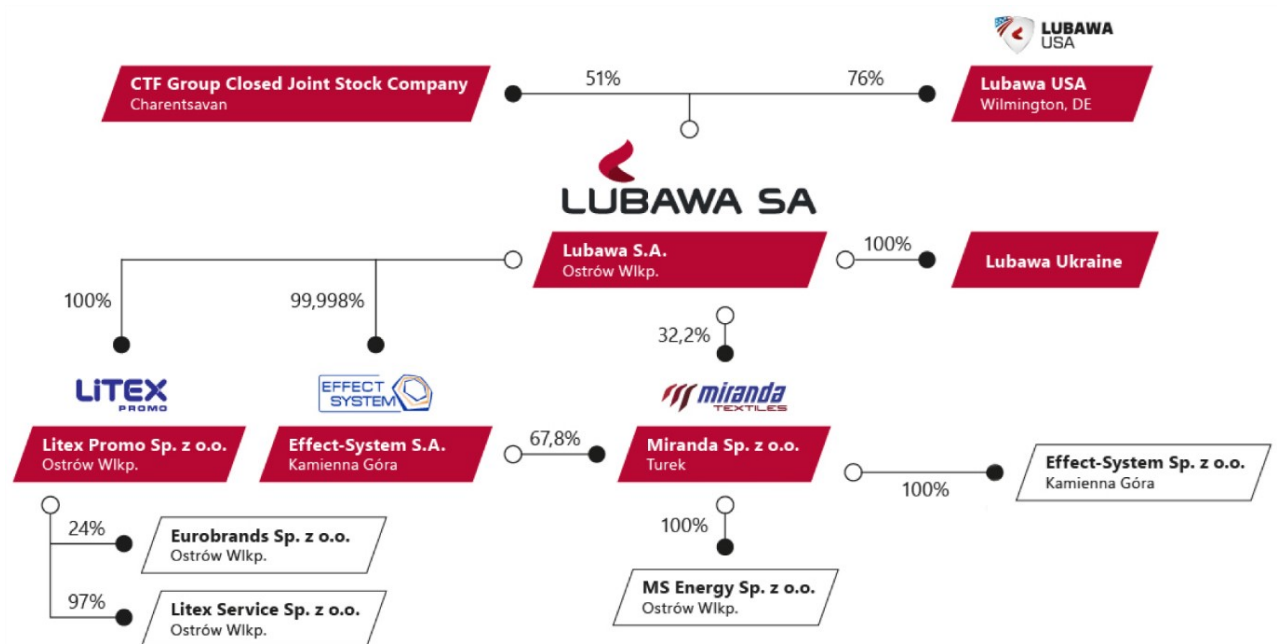 LUBAWA
USA
CTF Group Closed Joint Stock Company
Charentsavan
51%
76%
Lubawa USA
Wilmington, DE
LUBAWA SA
Lubawa S.A.
Ostrów Wlkp.
100%
Lubawa Ukraine
100%
99,998%
32,2%
LiTEX
PROMO
EFFECT
SYSTEM
miranda
TEXTILES
Litex Promo Sp. z o.o.
Ostrów Wlkp.
Effect-System S.A.
Kamienna Góra
67,8%
Miranda Sp. z o.o.
Turek
100%
Effect-System Sp. z o.o.
Kamienna Góra
24%
Eurobrands Sp. z o.o.
Ostrów Wlkp.
100%
MS Energy Sp. z o.o.
Ostrów Wlkp.
97%
Litex Service Sp. z o.o.
Ostrów Wlkp.